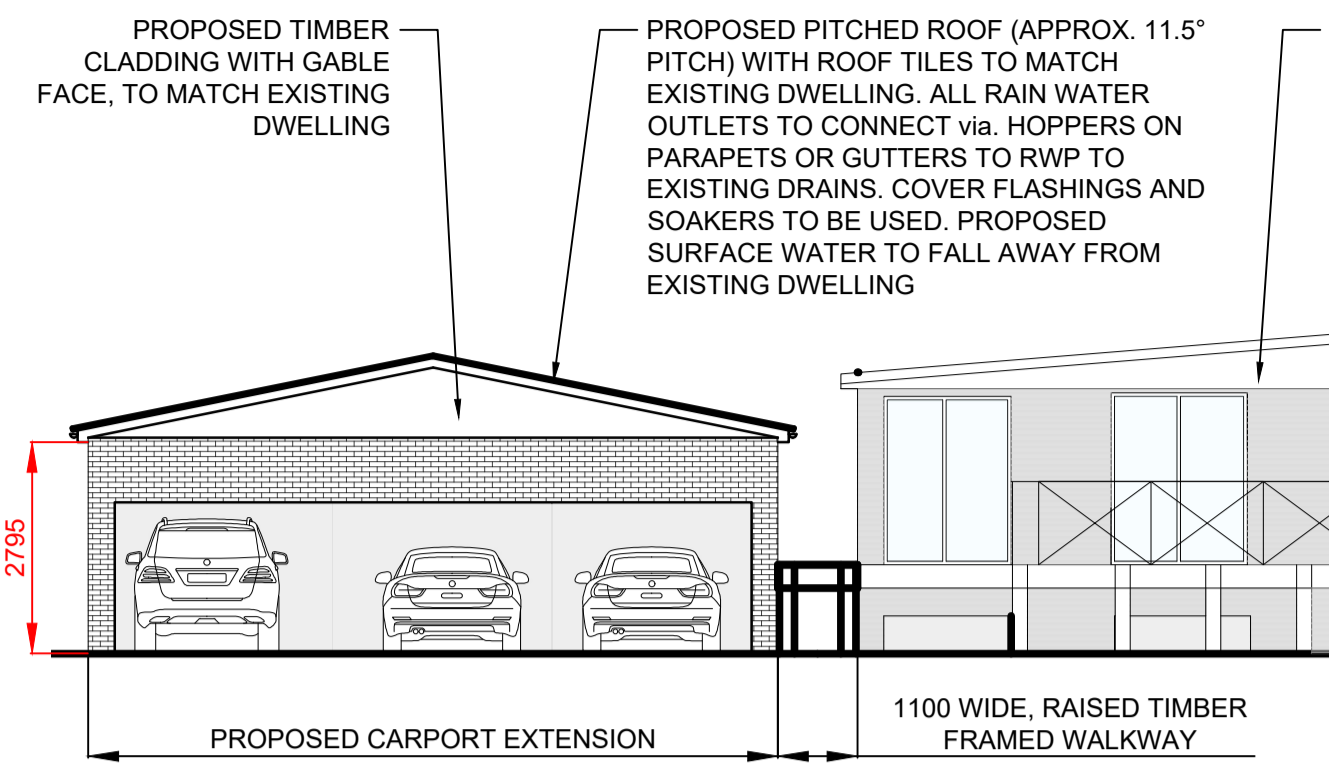 PROPOSED TIMBER
CLADDING WITH GABLE
FACE, TO MATCH EXISTING
DWELLING
PROPOSED PITCHED ROOF (APPROX. 11.5°
PITCH) WITH ROOF TILES TO MATCH
EXISTING DWELLING. ALL RAIN WATER
OUTLETS TO CONNECT via. HOPPERS ON
PARAPETS OR GUTTERS TO RWP TO
EXISTING DRAINS. COVER FLASHINGS AND
SOAKERS TO BE USED. PROPOSED
SURFACE WATER TO FALL AWAY FROM
EXISTING DWELLING
2795
PROPOSED CARPORT EXTENSION
1100 WIDE, RAISED TIMBER
FRAMED WALKWAY